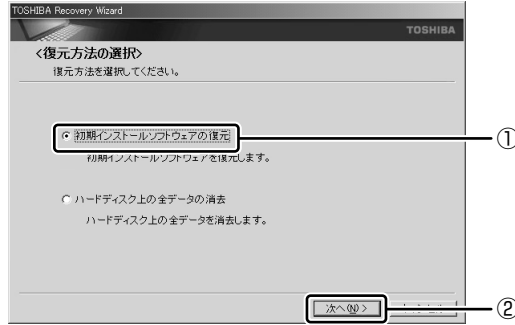 TOSHIBA Recovery Wizard
TOSHIBA
<復元方法の選択>
復元方法を選択してください。
初期インストールソフトウェアの復元
①
初期インストールソフトウェアを復元します。
ハードディスク上の全データの消去
ハードディスク上の全データを消去します。
次へ(N) >
②